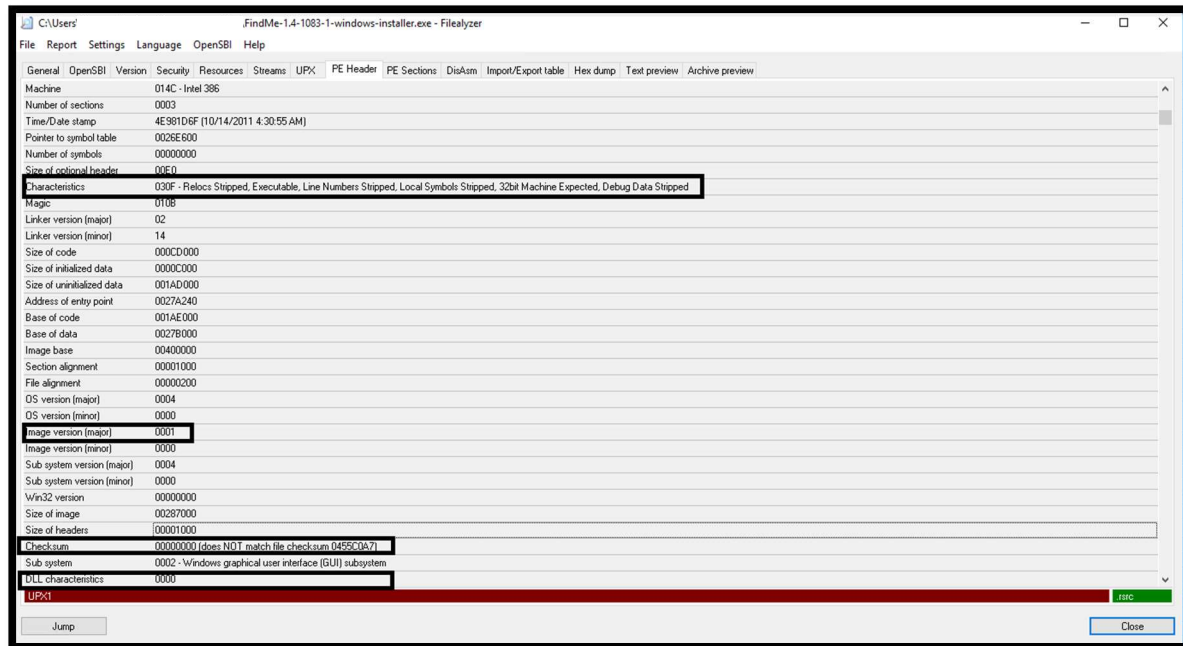 C:\Users' .FindMe-1.4-1083-1-windows-installer.exe - Filealyzer
File Report Settings Language OpenSBI Help
General OpenSBI Version Security Resources Streams UPX PE Header PE Sections DisAsm Import/Export table Hex dump Text preview Archive preview
Machine 014C - Intel 386
Number of sections 0003
Time/Date stamp 4E981D6F (10/14/2011 4:30:55 AM)
Pointer to symbol table 0026E600
Number of symbols 00000000
Size of optional header 00E0
Characteristics 030F - Relocs Stripped, Executable, Line Numbers Stripped, Local Symbols Stripped, 32bit Machine Expected, Debug Data Stripped
Magic 010B
Linker version (major) 02
Linker version (minor) 14
Size of code 000CD000
Size of initialized data 0000C000
Size of uninitialized data 001AD000
Address of entry point 0027A240
Base of code 001AE000
Base of data 0027B000
Image base 00400000
Section alignment 00001000
File alignment 00000200
OS version (major) 0004
OS version (minor) 0000
Image version (major) 0001
Image version (minor) 0000
Sub system version (major) 0004
Sub system version (minor) 0000
Win32 version 00000000
Size of image 00287000
Size of headers 00001000
Checksum 00000000 (does NOT match file checksum 0455C0A7)
Sub system 0002 - Windows graphical user interface (GUI) subsystem
DLL characteristics 0000
UPX1 .rsrc
Jump Close